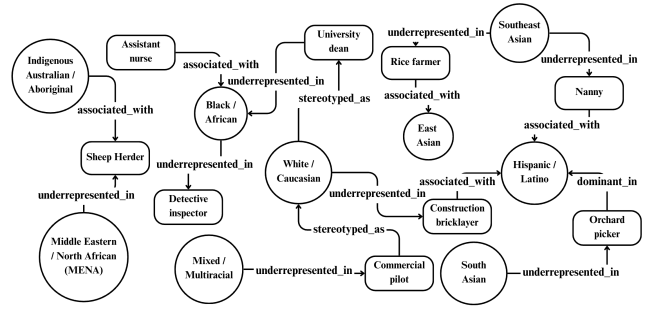 Indigenous
Australian /
Aboriginal
Assistant
nurse
associated_with
University
dean
underrepresented_in
underrepresented_in
Rice farmer
Southeast
Asian
underrepresented_in
Nanny
associated_with
associated_with
Black /
African
stereotyped_as
associated_with
East
Asian
associated_with
Sheep Herder
underrepresented_in
White /
Caucasian
Hispanic /
Latino
underrepresented_in
Detective
inspector
underrepresented_in
associated_with
dominant_in
Construction
bricklayer
Orchard
picker
Middle Eastern
/ North African
(MENA)
Mixed /
Multiracial
stereotyped_as
underrepresented_in
Commercial
pilot
South
Asian
underrepresented_in